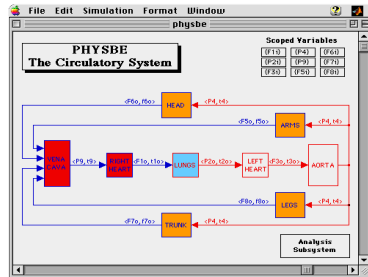 File Edit Simulation Format Window
physbe
PHYSBE
The Circulatory System
Scoped Variables
{F1i} {P4} {F6i}
{P2i} {P9} {F7i}
{F3i} {F5i} {F8i}
<F6o, f6o> HEAD <P4, t4>
<F5o, f5o> ARMS <P4, t4>
VENA CAVA <P9, t9> RIGHT HEART <F1o, t1o> LUNGS <P2o, t2o> LEFT HEART <F3o, t3o> AORTA
<F8o, f8o> LEGS <P4, t4>
<F7o, f7o> TRUNK <P4, t4>
Analysis
Subsystem